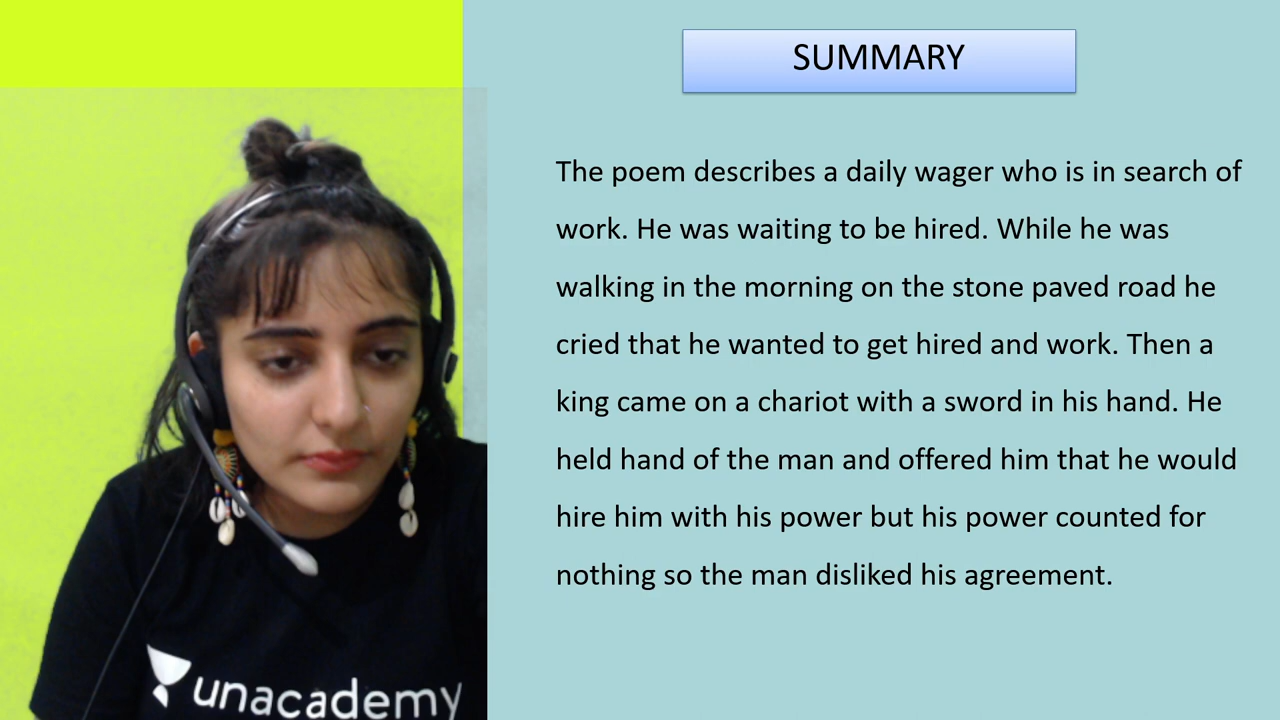 SUMMARY
The poem describes a daily wager who is in search of
work. He was waiting to be hired. While he was
walking in the morning on the stone paved road he
cried that he wanted to get hired and work. Then a
king came on a chariot with a sword in his hand. He
held hand of the man and offered him that he would
hire him with his power but his power counted for
nothing so the man disliked his agreement.
unacademy